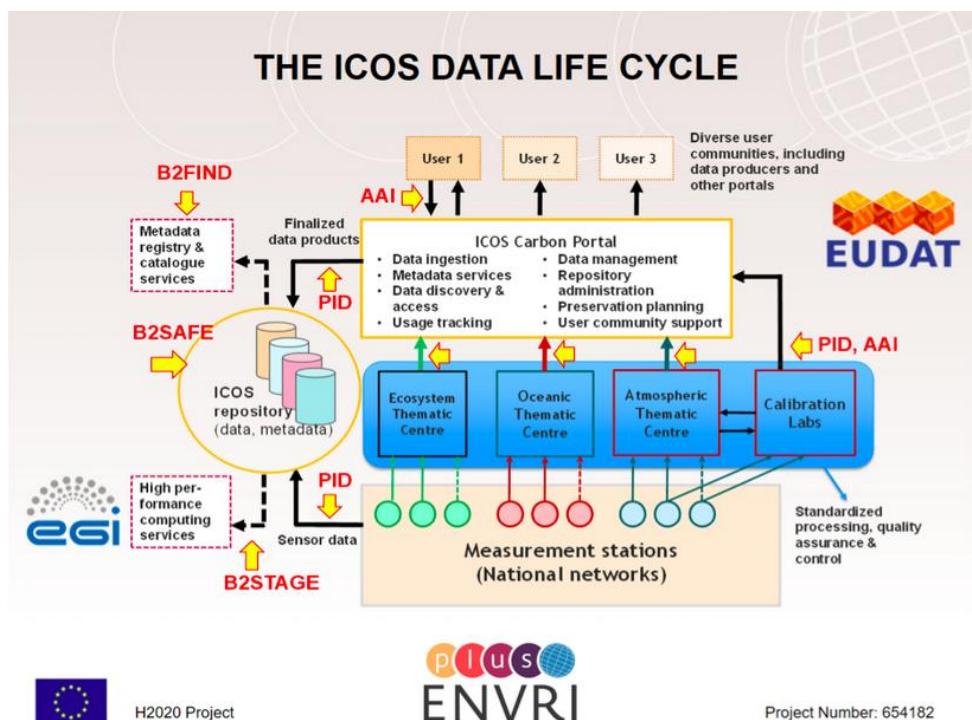 THE ICOS DATA LIFE CYCLE
User 1
User 2
User 3
Diverse user
communities, including
data producers and
other portals
B2FIND
AAI
Metadata
registry &
catalogue
services
Finalized
data products
PID
EUDAT
ICOS Carbon Portal
• Data ingestion
• Metadata services
• Data discovery &
access
• Usage tracking
• Data management
• Repository
administration
• Preservation planning
• User community support
B2SAFE
PID, AAI
ICOS
repository
(data, metadata)
Ecosystem
Thematic
Centre
Oceanic
Thematic
Centre
Atmospheric
Thematic
Centre
Calibration
Labs
egi
High per-
formance
computing
services
PID
Sensor data
B2STAGE
Measurement stations
(National networks)
Standardized
processing, quality
assurance &
control
plus
ENVRI
H2020 Project
Project Number: 654182